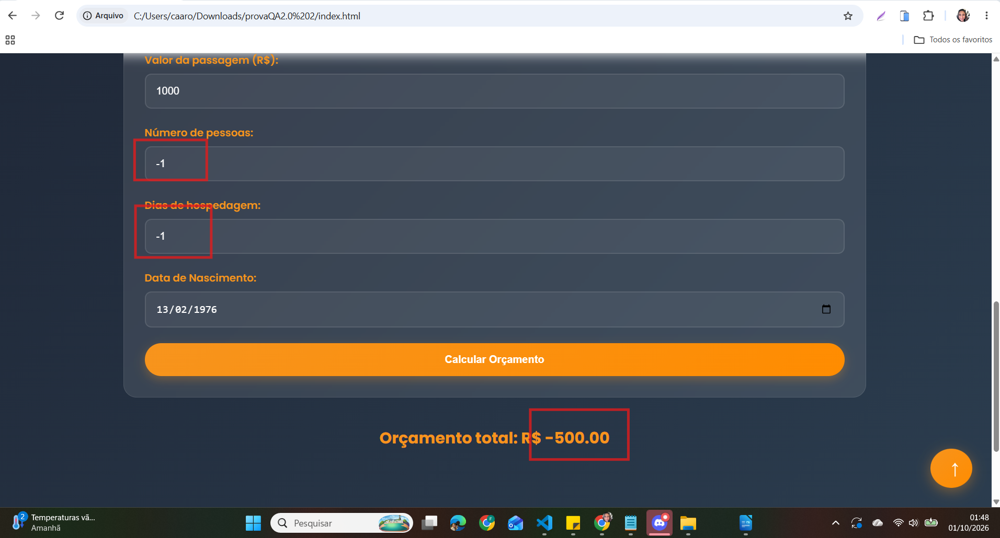 Arquivo
C:/Users/caaro/Downloads/provaQA2.0%202/index.html
Todos os favoritos
Valor da passagem (R$):
1000
Número de pessoas:
-1
Dias de hospedagem:
-1
Data de Nascimento:
13/02/1976
Calcular Orçamento
Orçamento total: R$ -500.00
↑
2
Temperaturas vã...
Amanhã
Pesquisar
01:48
01/10/2026